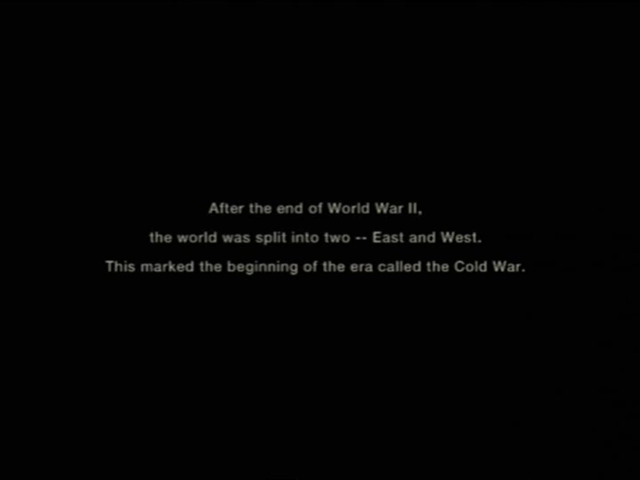 After the end of World War II,
the world was split into two -- East and West.
This marked the beginning of the era called the Cold War.